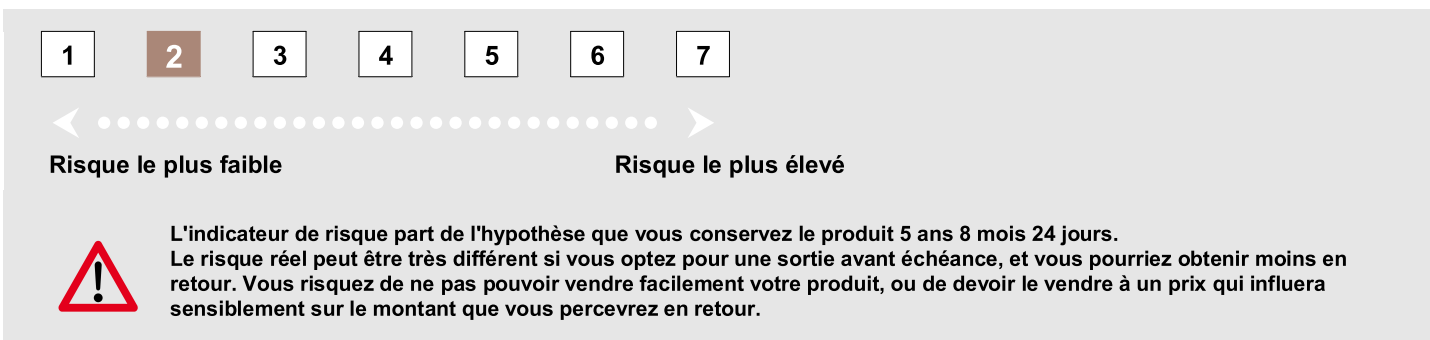 1 2 3 4 5 6 7
Risque le plus faible Risque le plus élevé
L'indicateur de risque part de l'hypothèse que vous conservez le produit 5 ans 8 mois 24 jours.
Le risque réel peut être très différent si vous optez pour une sortie avant échéance, et vous pourriez obtenir moins en
retour. Vous risquez de ne pas pouvoir vendre facilement votre produit, ou de devoir le vendre à un prix qui influera
sensiblement sur le montant que vous percevrez en retour.